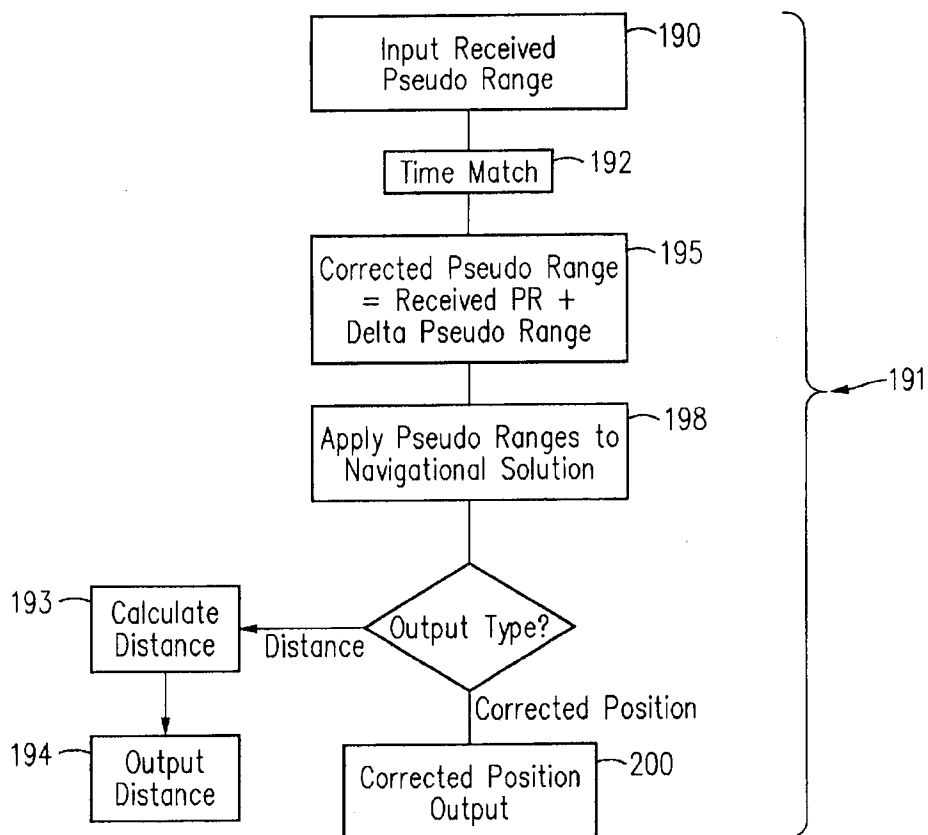 Input Received
Pseudo Range
190
Time Match
192
Corrected Pseudo Range
= Received PR +
Delta Pseudo Range
195
191
Apply Pseudo Ranges to
Navigational Solution
198
Output Type?
Distance
193
Calculate
Distance
Corrected Position
194
Output
Distance
Corrected Position
Output
200